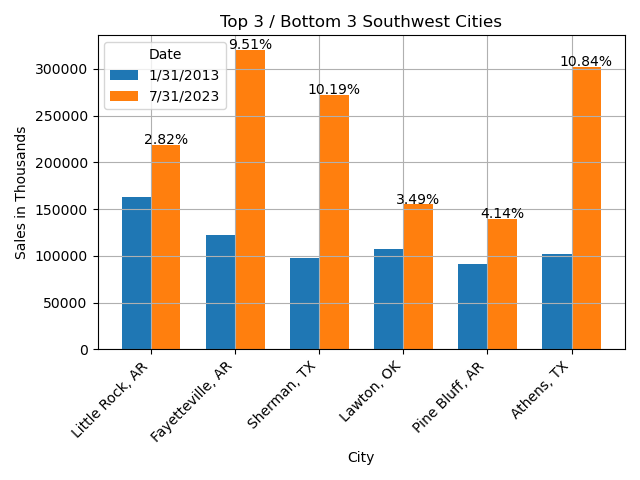 Top 3 / Bottom 3 Southwest Cities
Date
1/31/2013
7/31/2023
2.82%
9.51%
10.19%
3.49%
4.14%
10.84%
Sales in Thousands
300000
250000
200000
150000
100000
50000
0
Little Rock, AR
Fayetteville, AR
Sherman, TX
Lawton, OK
Pine Bluff, AR
Athens, TX
City